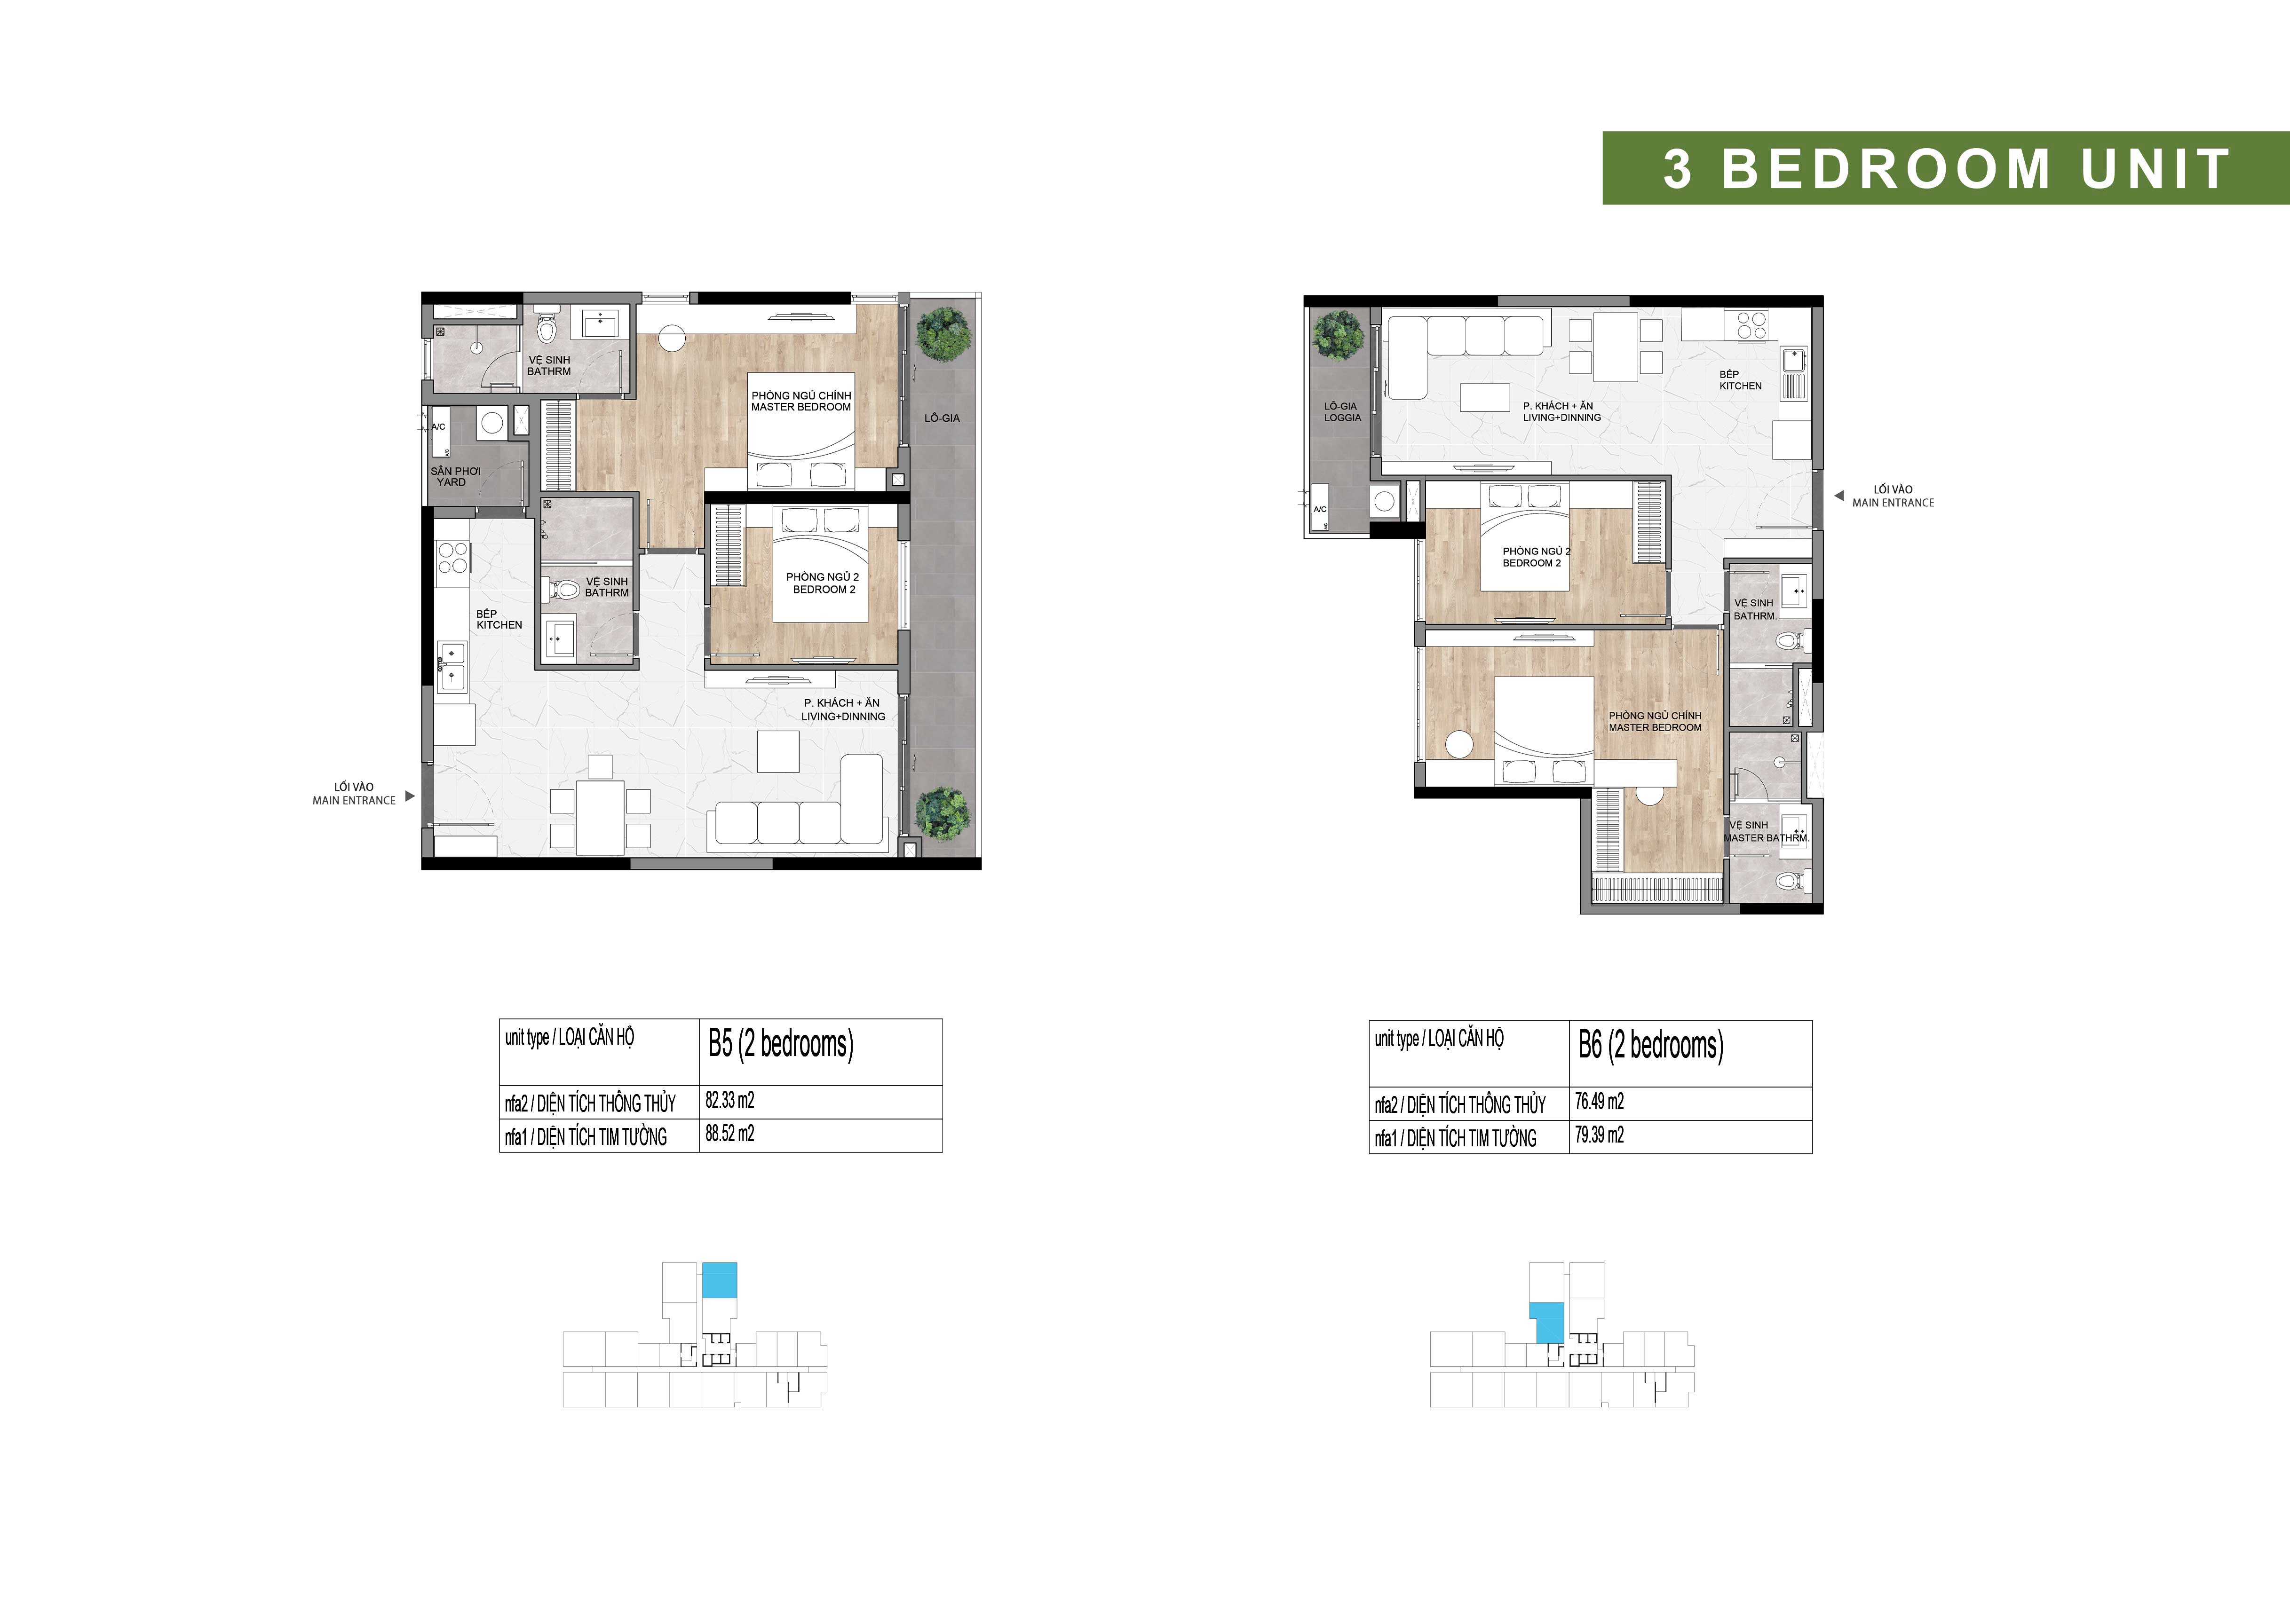 3 BEDROOM UNIT
VỆ SINH
BATHRM
PHÒNG NGỦ CHÍNH
MASTER BEDROOM
LÔ-GIA
A/C
SÂN PHƠI
YARD
VỆ SINH
BATHRM
PHÒNG NGỦ 2
BEDROOM 2
BẾP
KITCHEN
P. KHÁCH + ĂN
LIVING+DINNING
LỐI VÀO
MAIN ENTRANCE
BẾP
KITCHEN
LÔ-GIA
LOGGIA
P. KHÁCH + ĂN
LIVING+DINNING
LỐI VÀO
MAIN ENTRANCE
A/C
PHÒNG NGỦ 2
BEDROOM 2
VỆ SINH
BATHRM.
PHÒNG NGỦ CHÍNH
MASTER BEDROOM
VỆ SINH
MASTER BATHRM.
unit type / LOẠI CĂN HỘ
B5 (2 bedrooms)
nfa2 / DIỆN TÍCH THÔNG THỦY
82.33 m2
nfa1 / DIỆN TÍCH TIM TƯỜNG
88.52 m2
unit type / LOẠI CĂN HỘ
B6 (2 bedrooms)
nfa2 / DIỆN TÍCH THÔNG THỦY
76.49 m2
nfa1 / DIỆN TÍCH TIM TƯỜNG
79.39 m2